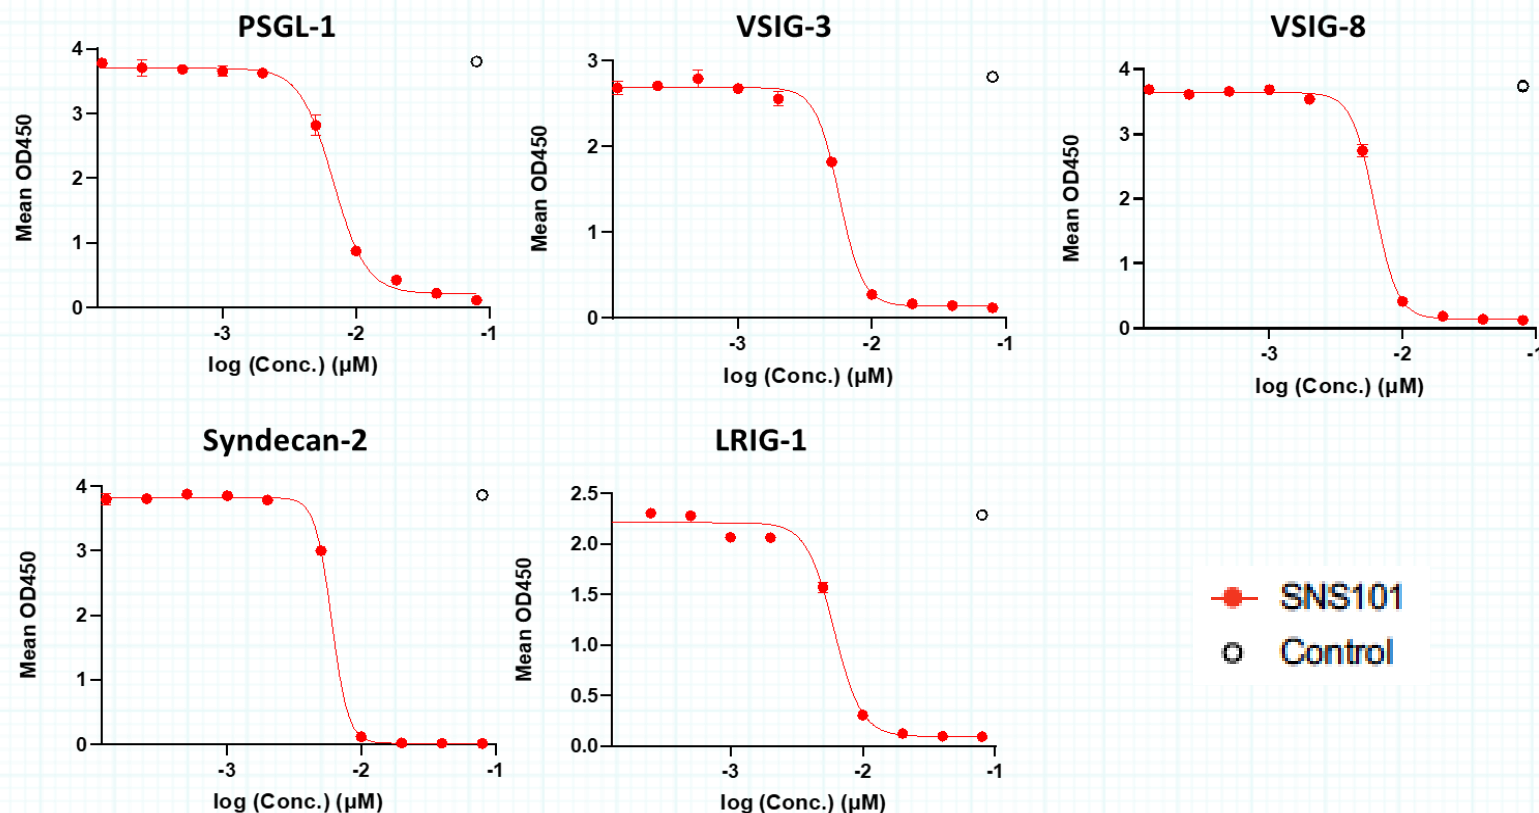 PSGL-1
4
3
2
1
0
Mean OD450
-3
-2
-1
log (Conc.) (µM)
VSIG-3
3
2
1
0
Mean OD450
-3
-2
-1
log (Conc.) (µM)
VSIG-8
4
3
2
1
0
Mean OD450
-3
-2
-1
log (Conc.) (µM)
Syndecan-2
4
3
2
1
0
Mean OD450
-3
-2
-1
log (Conc.) (µM)
LRIG-1
2.5
2.0
1.5
1.0
0.5
0.0
Mean OD450
-3
-2
-1
log (Conc.) (µM)
SNS101
Control